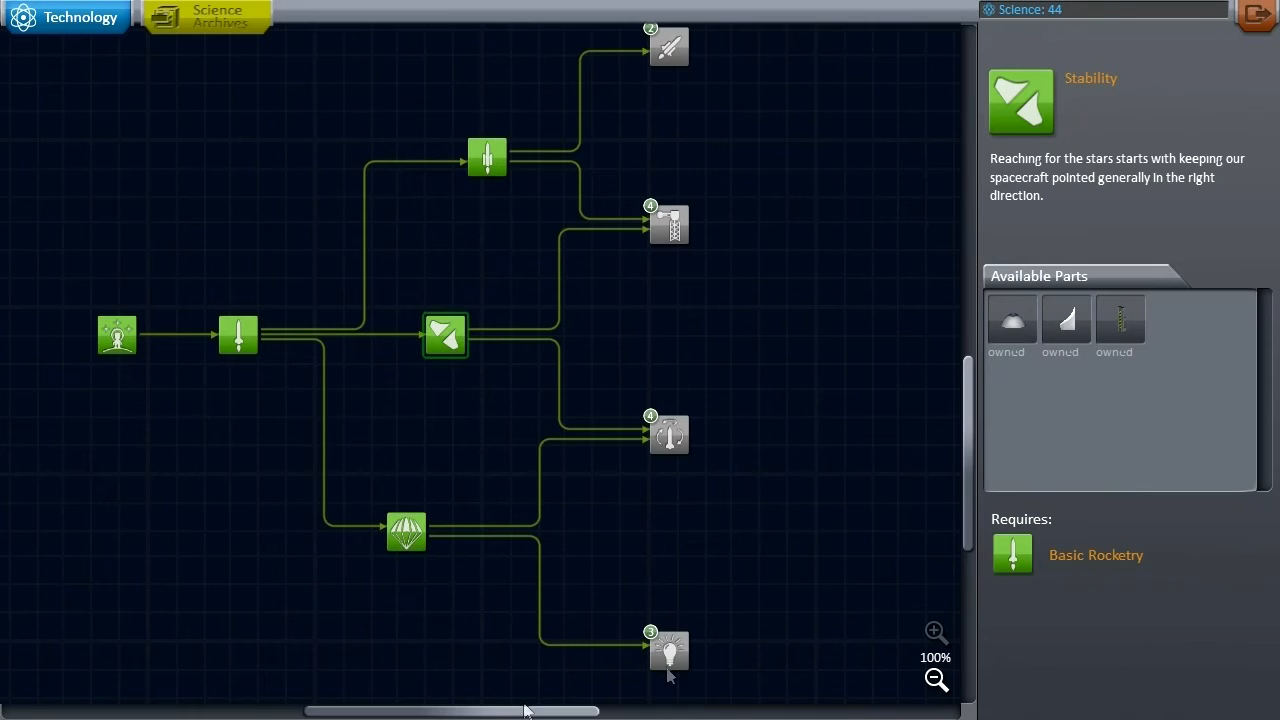 Technology
Science
Archives
Science: 44
Stability
Reaching for the stars starts with keeping our
spacecraft pointed generally in the right
direction.
Available Parts
owned owned owned
Requires:
Basic Rocketry
2
4
4
3
100%